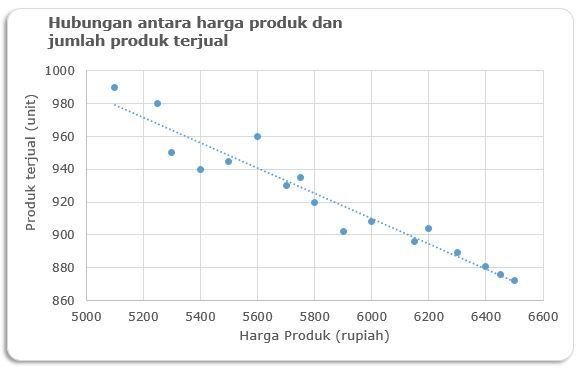 Hubungan antara harga produk dan
jumlah produk terjual
Produk terjual (unit)
1000
980
960
940
920
900
880
860
5000 5200 5400 5600 5800 6000 6200 6400 6600
Harga Produk (rupiah)